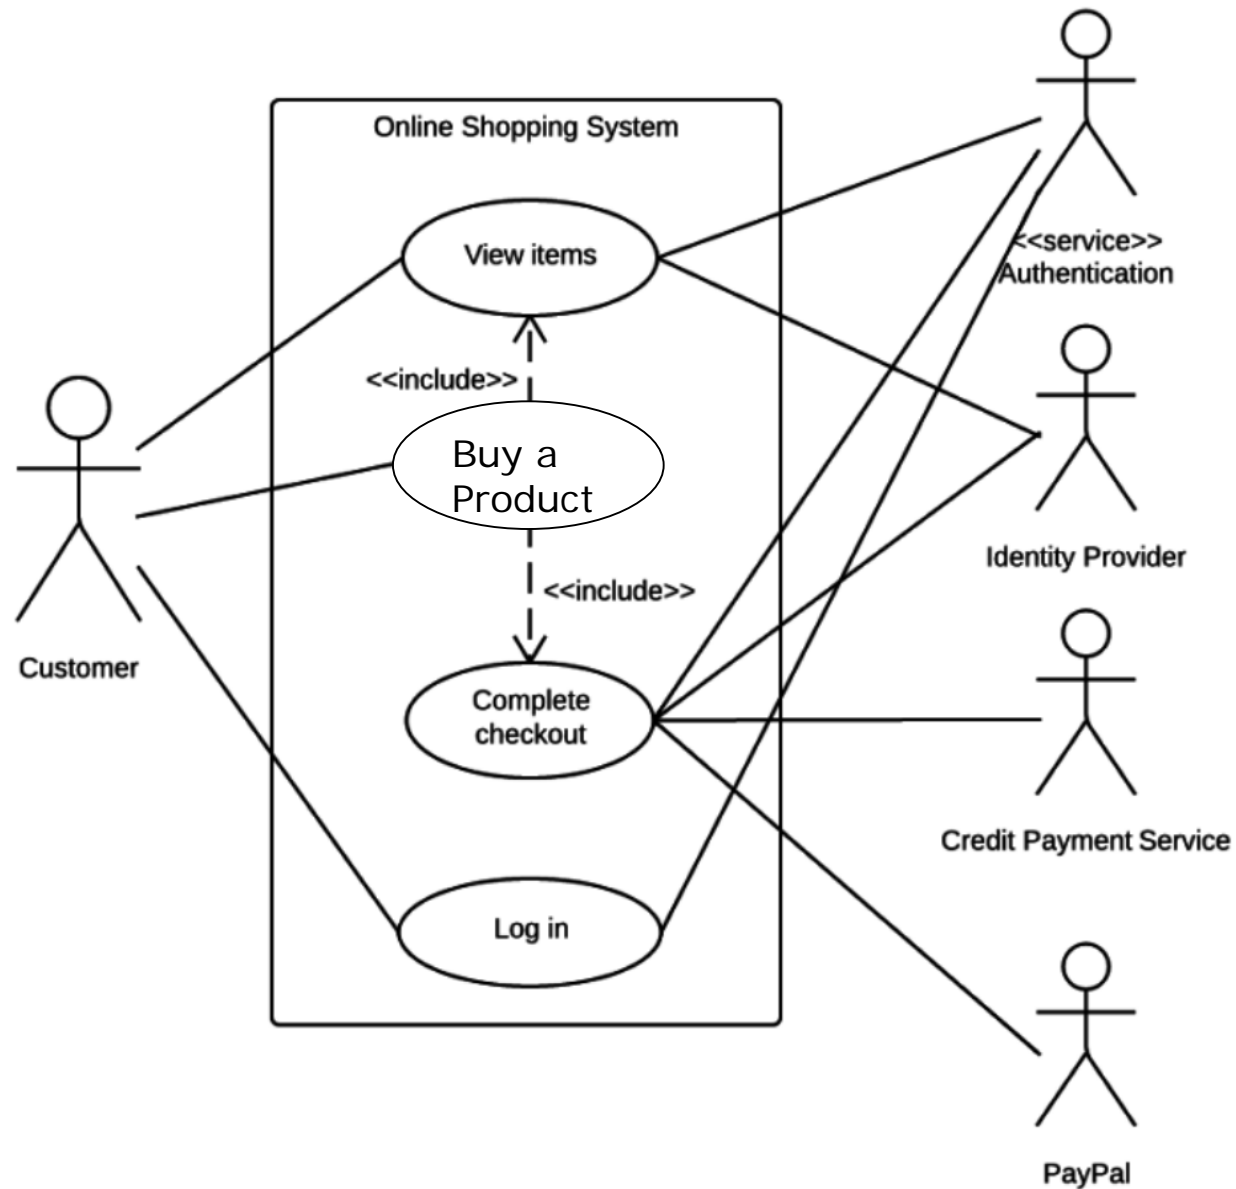 Online Shopping System
View items
<<include>>
Buy a
Product
<<include>>
Complete
checkout
Log in
Customer
<<service>>
Authentication
Identity Provider
Credit Payment Service
PayPal